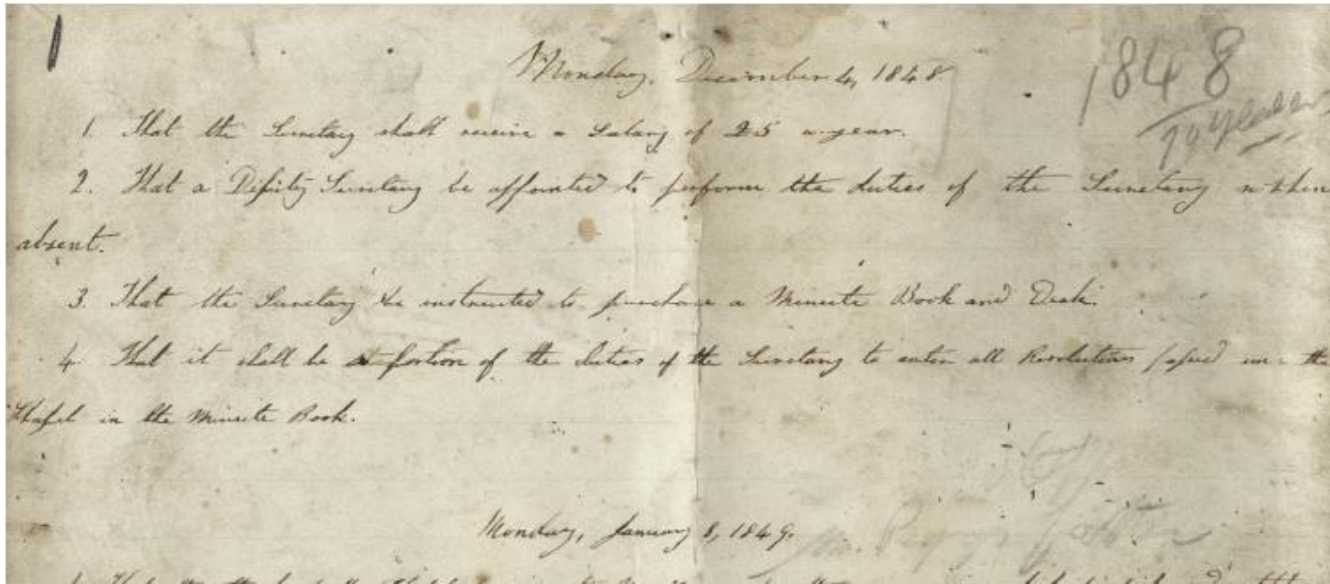 1
Monday, December 4, 1848
1848
79 years
1. That the Secretary shall receive a Salary of £5 a year.
2. That a Deputy Secretary be appointed to perform the duties of the Secretary when
absent.
3. That the Secretary be instructed to purchase a Minute Book and Desk.
4. That it shall be a portion of the duties of the Secretary to enter all Resolutions passed in the
Chapel in the Minute Book.
Monday, January 8, 1849.